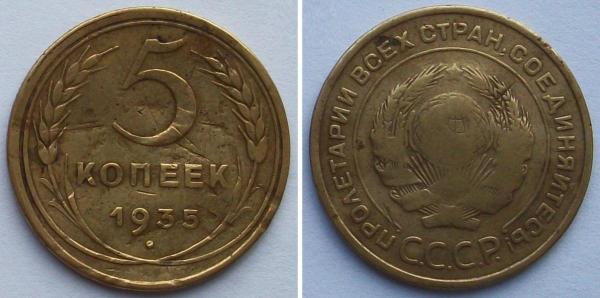 5
КОПЕЕК
1935
ПРОЛЕТАРИИ ВСЕХ СТРАН, СОЕДИНЯЙТЕСЬ!
С.С.С.Р.